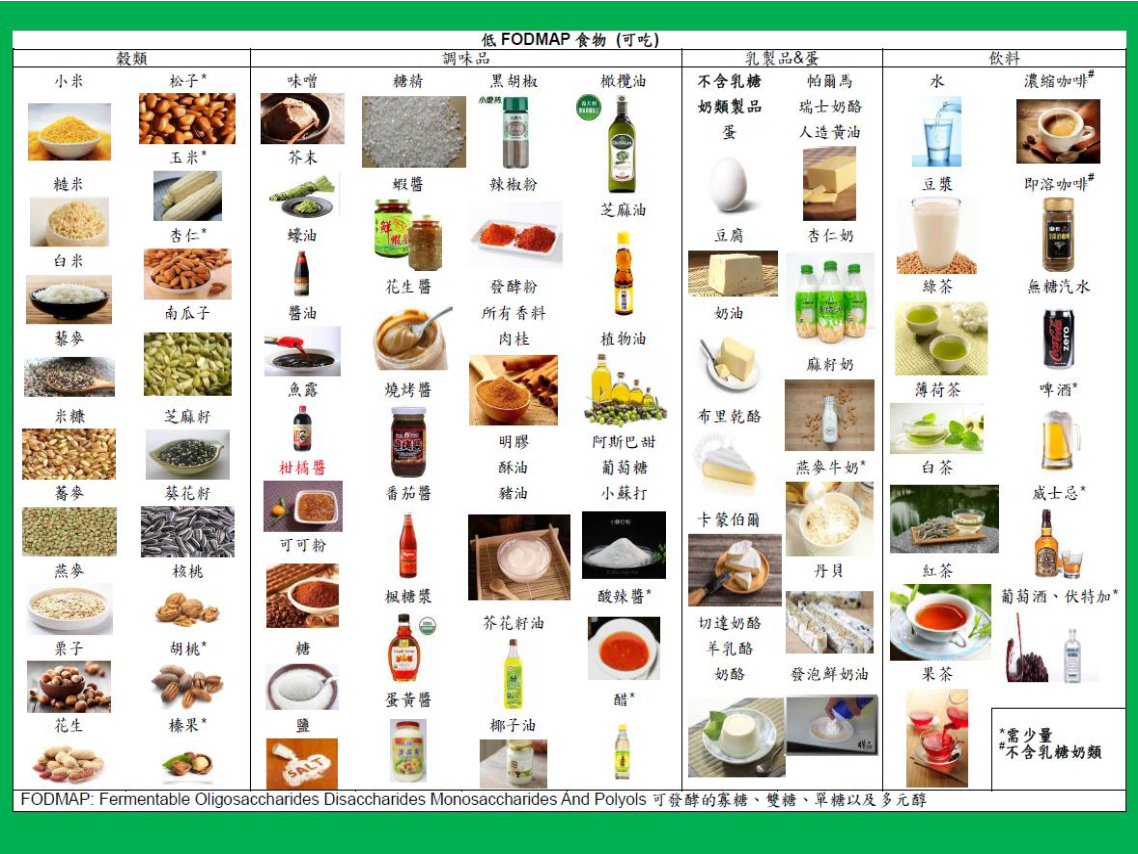 低 FODMAP 食物 (可吃)
穀類
小米
糙米
白米
藜麥
米糠
蕎麥
燕麥
栗子
花生
松子*
玉米*
杏仁*
南瓜子
芝麻籽
葵花籽
核桃
胡桃*
榛果*
調味品
味噌
芥末
蠔油
醬油
魚露
柑橘醬
可可粉
糖
鹽
SALT
糖精
蝦醬
花生醬
燒烤醬
番茄醬
楓糖漿
蛋黃醬
黑胡椒
辣椒粉
發酵粉
所有香料
肉桂
明膠
酥油
豬油
芥花籽油
椰子油
橄欖油
芝麻油
植物油
阿斯巴甜
葡萄糖
小蘇打
酸辣醬*
醋*
乳製品&蛋
不含乳糖
奶類製品
蛋
豆腐
奶油
布里乾酪
卡蒙伯爾
切達奶酪
羊乳酪
奶酪
帕爾馬
瑞士奶酪
人造黃油
杏仁奶
麻籽奶
燕麥牛奶*
丹貝
發泡鮮奶油
飲料
水
豆漿
綠茶
薄荷茶
白茶
紅茶
果茶
濃縮咖啡#
即溶咖啡#
無糖汽水
Coca-Cola
zero
啤酒*
威士忌*
葡萄酒、伏特加*
*需少量
#不含乳糖奶類
FODMAP: Fermentable Oligosaccharides Disaccharides Monosaccharides And Polyols 可發酵的寡糖、雙糖、單糖以及多元醇